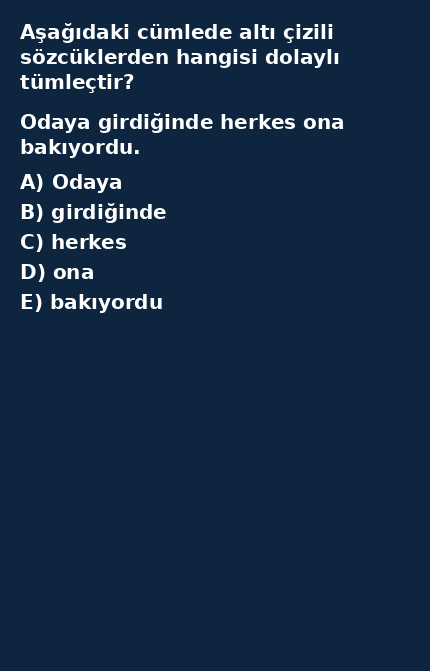 Aşağıdaki cümlede altı çizili
sözcüklerden hangisi dolaylı
tümleçtir?
Odaya girdiğinde herkes ona
bakıyordu.
A) Odaya
B) girdiğinde
C) herkes
D) ona
E) bakıyordu